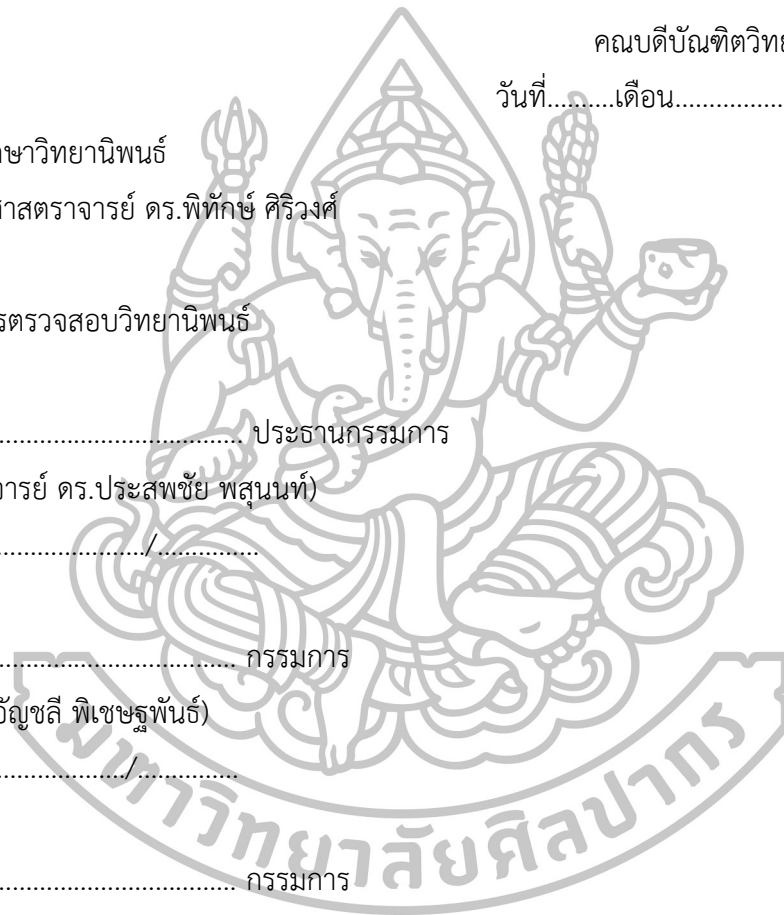 คณบดีบัณฑิตวิทย
วันที่..........เดือน................
ษาวิทยานิพนธ์
ศาสตราจารย์ ดร.พิทักษ์ ศิริวงศ์
รตรวจสอบวิทยานิพนธ์
.................................... ประธานกรรมการ
จารย์ ดร.ประสพชัย พสุนนท์)
....................../...............
.................................... กรรมการ
อัญชลี พิเชษฐพันธ์)
.................../...............
.................................... กรรมการ
มหาวิทยาลัยศิลปากร